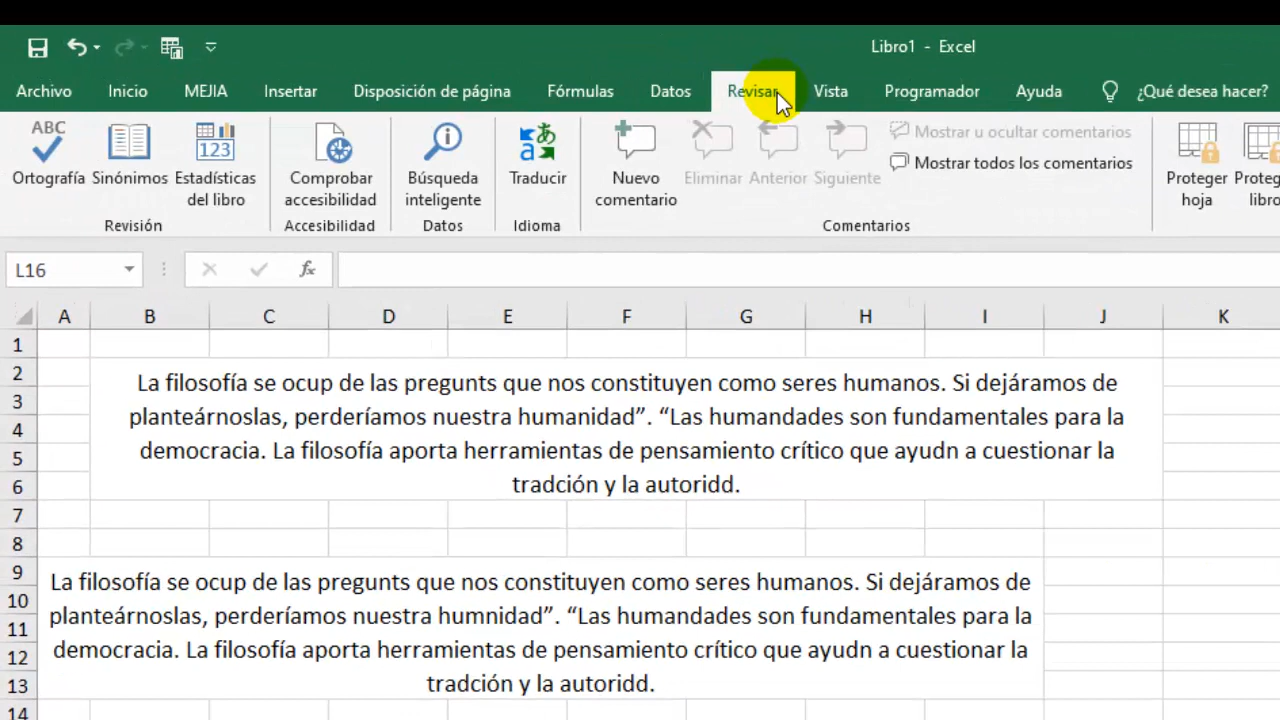 Libro1 - Excel
Archivo Inicio MEJIA Insertar Disposición de página Fórmulas Datos Revisar Vista Programador Ayuda ¿Qué desea hacer?
ABC 123 a あ
Mostrar u ocultar comentarios
Mostrar todos los comentarios
Ortografía Sinónimos Estadísticas Comprobar Búsqueda Traducir Nuevo Eliminar Anterior Siguiente Proteger
del libro accesibilidad inteligente comentario hoja libro
Revisión Accesibilidad Datos Idioma Comentarios
L16 fx
A B C D E F G H I J K
1
2
3
4
5
6
7
8
9
10
11
12
13
14
La filosofía se ocup de las pregunts que nos constituyen como seres humanos. Si dejáramos de
planteárnoslas, perderíamos nuestra humanidad”. “Las humandades son fundamentales para la
democracia. La filosofía aporta herramientas de pensamiento crítico que ayudn a cuestionar la
tradción y la autoridd.
La filosofía se ocup de las pregunts que nos constituyen como seres humanos. Si dejáramos de
planteárnoslas, perderíamos nuestra humnidad”. “Las humandades son fundamentales para la
democracia. La filosofía aporta herramientas de pensamiento crítico que ayudn a cuestionar la
tradción y la autoridd.